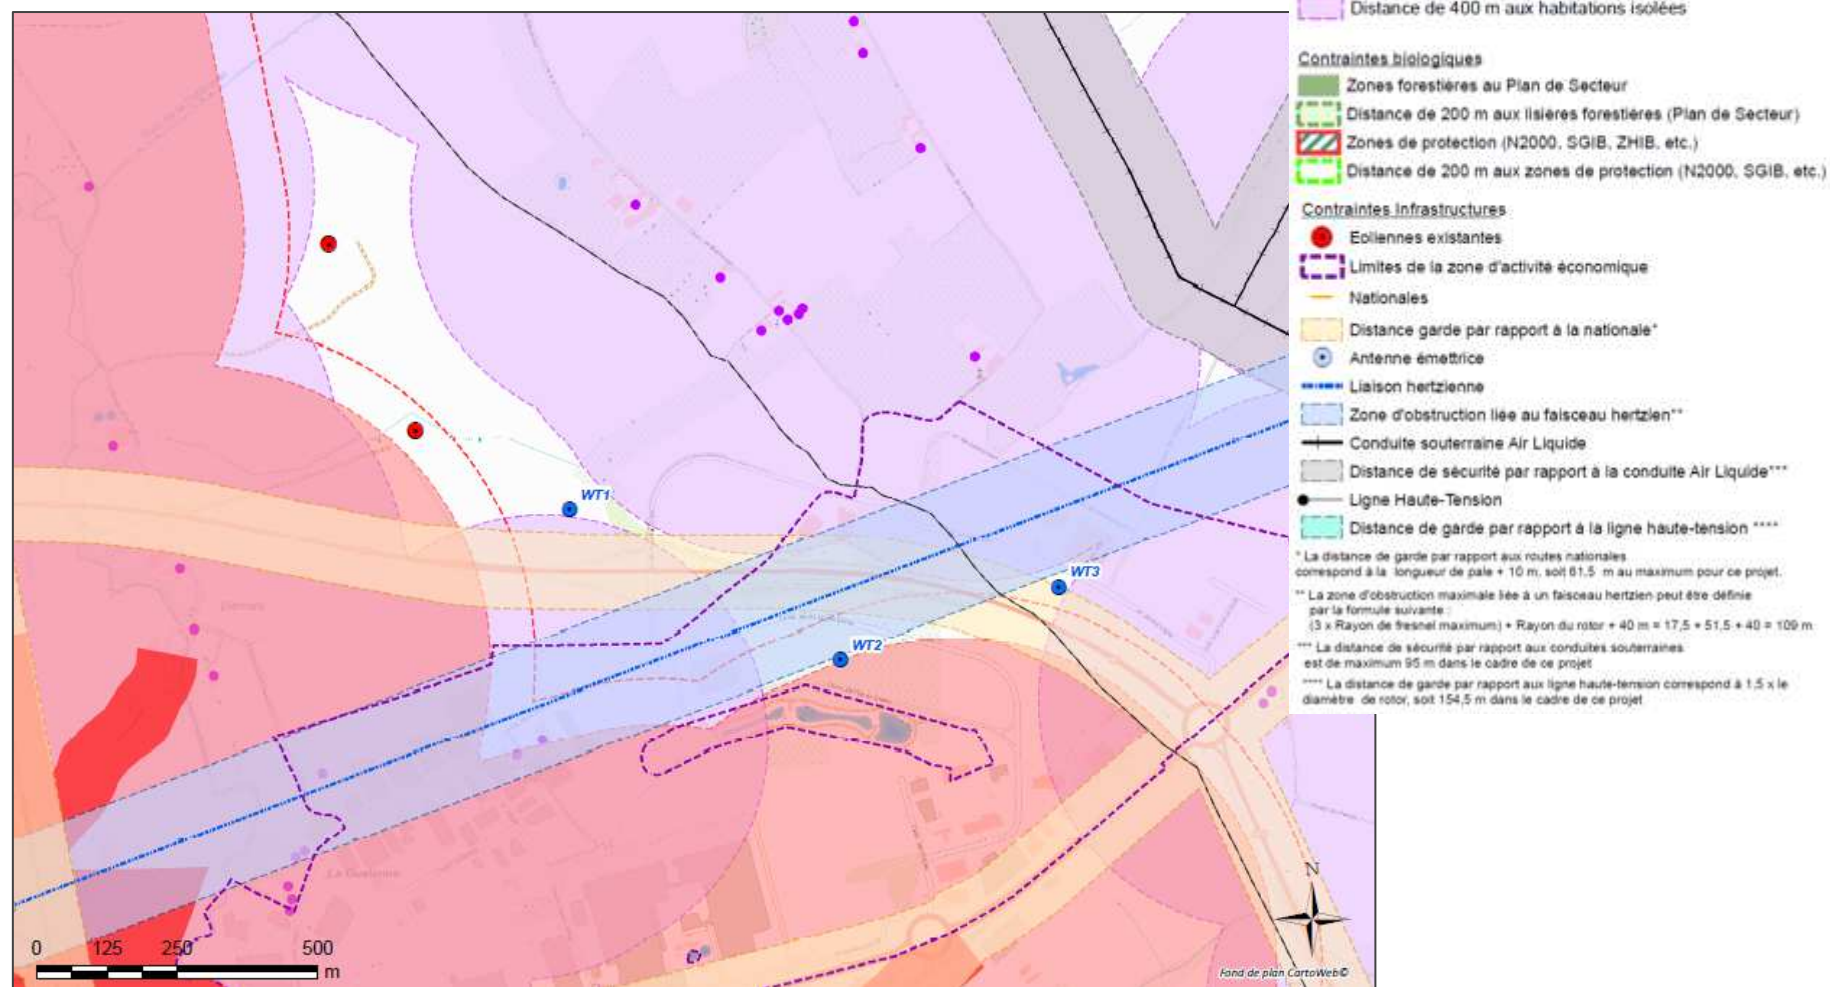 Distance de 400 m aux habitations isolées
Contraintes biologiques
Zones forestières au Plan de Secteur
Distance de 200 m aux lisières forestières (Plan de Secteur)
Zones de protection (N2000, SGIB, ZHIB, etc.)
Distance de 200 m aux zones de protection (N2000, SGIB, etc.)
Contraintes Infrastructures
Eoliennes existantes
Limites de la zone d'activité économique
Nationales
Distance garde par rapport à la nationale*
Antenne émettrice
Liaison hertzienne
Zone d'obstruction liée au faisceau hertzien**
Conduite souterraine Air Liquide
Distance de sécurité par rapport à la conduite Air Liquide***
Ligne Haute-Tension
Distance de garde par rapport à la ligne haute-tension ****
* La distance de garde par rapport aux routes nationales
correspond à la longueur de pale + 10 m, soit 61,5 m au maximum pour ce projet.
** La zone d'obstruction maximale liée à un faisceau hertzien peut être définie
par la formule suivante :
(3 x Rayon de fresnel maximum) + Rayon du rotor + 40 m = 17,5 + 51,5 + 40 = 109 m
*** La distance de sécurité par rapport aux conduites souterraines
est de maximum 95 m dans le cadre de ce projet
**** La distance de garde par rapport aux ligne haute-tension correspond à 1,5 x le
diamètre de rotor, soit 154,5 m dans le cadre de ce projet
WT1
WT3
WT2
N
0 125 250 500
m
Fond de plan CartoWeb©